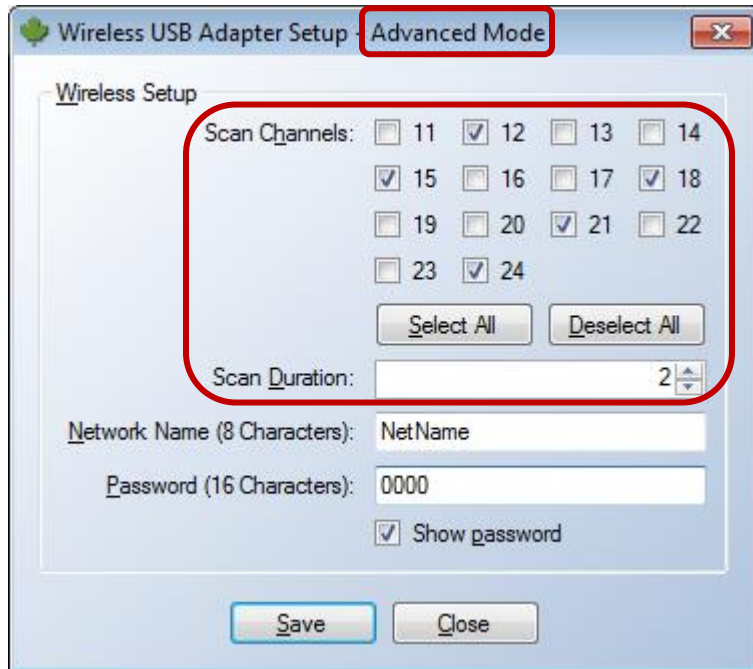 Wireless USB Adapter Setup - Advanced Mode
Wireless Setup
Scan Channels: 11 12 13 14
15 16 17 18
19 20 21 22
23 24
Select All Deselect All
Scan Duration: 2
Network Name (8 Characters): NetName
Password (16 Characters): 0000
Show password
Save Close